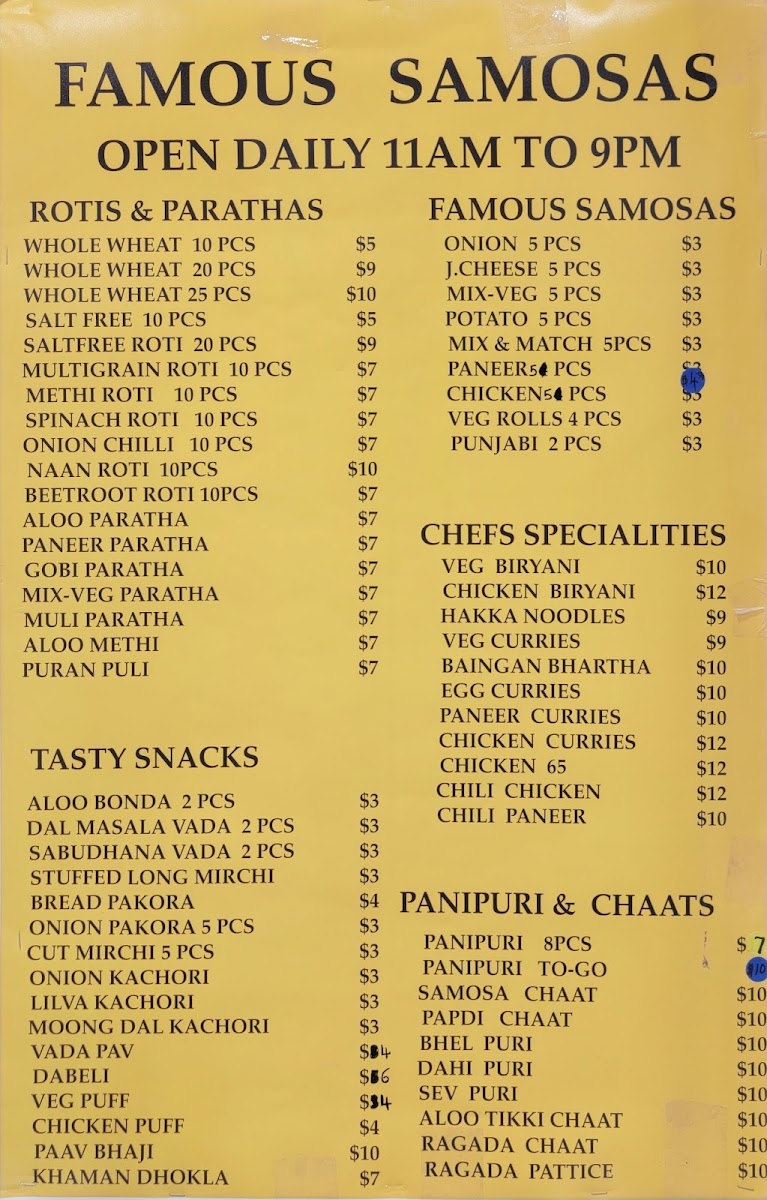 FAMOUS SAMOSAS
OPEN DAILY 11AM TO 9PM
ROTIS & PARATHAS
WHOLE WHEAT 10 PCS $5
WHOLE WHEAT 20 PCS $9
WHOLE WHEAT 25 PCS $10
SALT FREE 10 PCS $5
SALTFREE ROTI 20 PCS $9
MULTIGRAIN ROTI 10 PCS $7
METHI ROTI 10 PCS $7
SPINACH ROTI 10 PCS $7
ONION CHILLI 10 PCS $7
NAAN ROTI 10PCS $10
BEETROOT ROTI 10PCS $7
ALOO PARATHA $7
PANEER PARATHA $7
GOBI PARATHA $7
MIX-VEG PARATHA $7
MULI PARATHA $7
ALOO METHI $7
PURAN PULI $7
TASTY SNACKS
ALOO BONDA 2 PCS $3
DAL MASALA VADA 2 PCS $3
SABUDHANA VADA 2 PCS $3
STUFFED LONG MIRCHI $3
BREAD PAKORA $4
ONION PAKORA 5 PCS $3
CUT MIRCHI 5 PCS $3
ONION KACHORI $3
LILVA KACHORI $3
MOONG DAL KACHORI $3
VADA PAV $4
DABELI $6
VEG PUFF $4
CHICKEN PUFF $4
PAAV BHAJI $10
KHAMAN DHOKLA $7
FAMOUS SAMOSAS
ONION 5 PCS $3
J.CHEESE 5 PCS $3
MIX-VEG 5 PCS $3
POTATO 5 PCS $3
MIX & MATCH 5PCS $3
PANEER 5 PCS
CHICKEN 5 PCS
VEG ROLLS 4 PCS $3
PUNJABI 2 PCS $3
CHEFS SPECIALITIES
VEG BIRYANI $10
CHICKEN BIRYANI $12
HAKKA NOODLES $9
VEG CURRIES $9
BAINGAN BHARTHA $10
EGG CURRIES $10
PANEER CURRIES $10
CHICKEN CURRIES $12
CHICKEN 65 $12
CHILI CHICKEN $12
CHILI PANEER $10
PANIPURI & CHAATS
PANIPURI 8PCS $7
PANIPURI TO-GO $10
SAMOSA CHAAT $10
PAPDI CHAAT $10
BHEL PURI $10
DAHI PURI $10
SEV PURI $10
ALOO TIKKI CHAAT $10
RAGADA CHAAT $10
RAGADA PATTICE $10